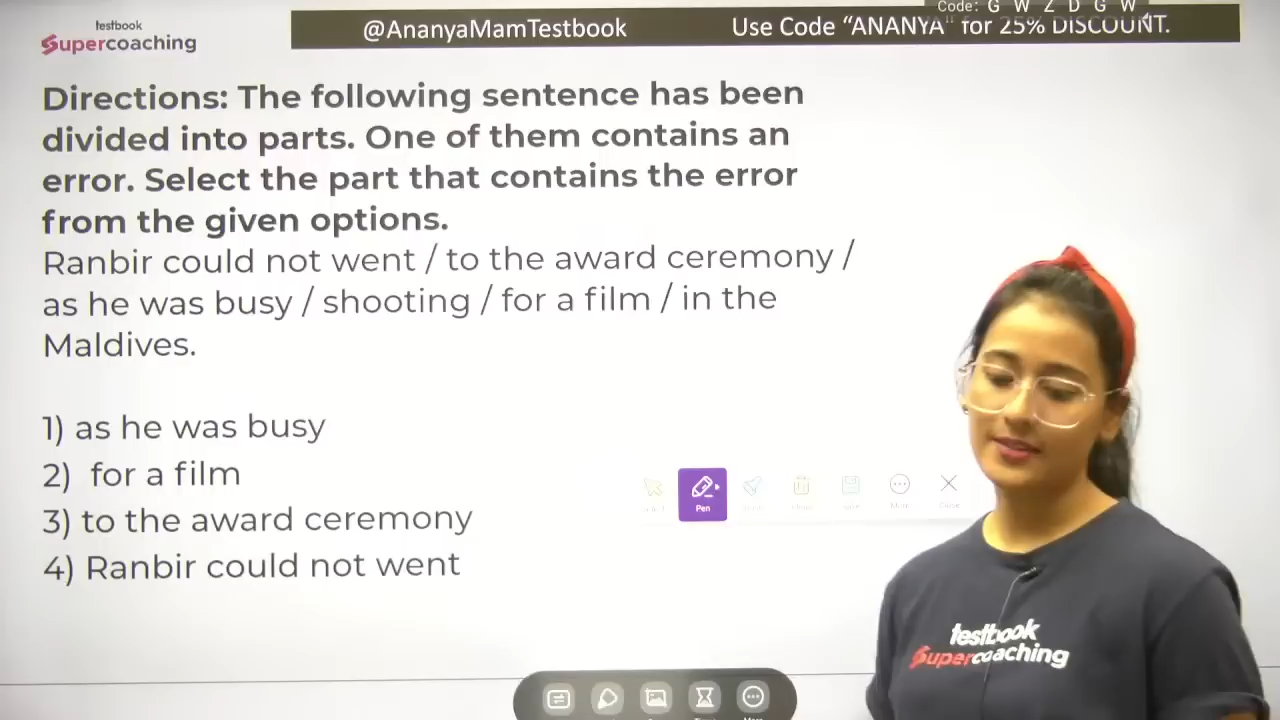 Code: G W Z D G W
testbook
Supercoaching
@AnanyaMamTestbook
Use Code “ANANYA” for 25% DISCOUNT.
Directions: The following sentence has been
divided into parts. One of them contains an
error. Select the part that contains the error
from the given options.
Ranbir could not went / to the award ceremony /
as he was busy / shooting / for a film / in the
Maldives.
1) as he was busy
2) for a film
3) to the award ceremony
4) Ranbir could not went
Pen
testbook
Supercoaching